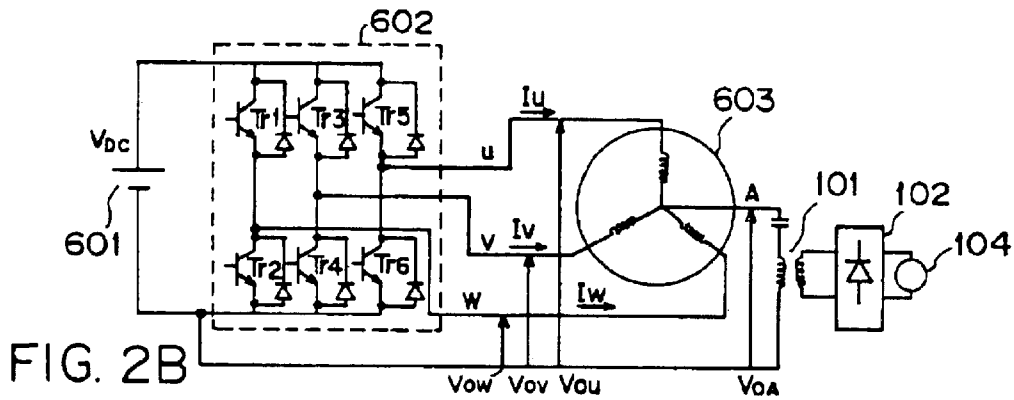 602
Tr1 Tr3 Tr5
Iu
603
VDC
u
A
101
102
601
v
Iv
104
Tr2 Tr4 Tr6
W
Iw
FIG. 2B
VOW VOV VOU VOA